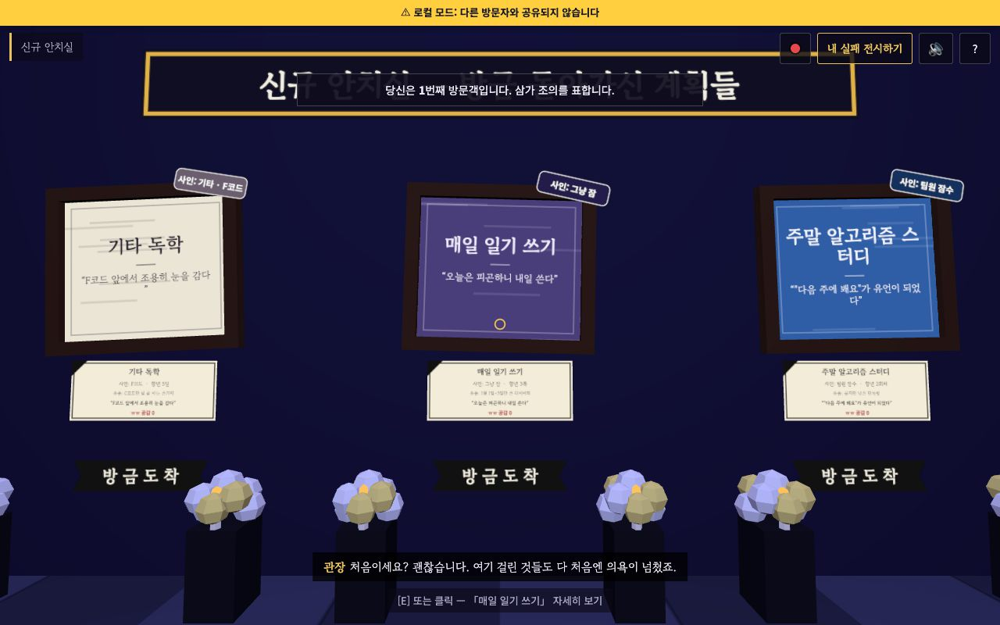 ⚠ 로컬 모드: 다른 방문자와 공유되지 않습니다
신규 안치실
내 실패 전시하기
?
신규 안치실 방금 돌아가신 계획들
당신은 1번째 방문객입니다. 삼가 조의를 표합니다.
사인: 기타 · F코드
기타 독학
“F코드 앞에서 조용히 눈을 감다
”
사인: 그냥 잠
매일 일기 쓰기
“오늘은 피곤하니 내일 쓴다”
사인: 팀원 잠수
주말 알고리즘 스
터디
“"다음 주에 봬요"가 유언이 되었
다”
기타 독학
사인: F코드 · 향년 3일
“F코드 앞에서 조용히 눈을 감다”
ㅠㅠ 공감 0
매일 일기 쓰기
사인: 그냥 잠 · 향년 3쪽
“오늘은 피곤하니 내일 쓴다”
ㅠㅠ 공감 0
주말 알고리즘 스터디
사인: 팀원 잠수 · 향년 2회차
“"다음 주에 봬요"가 유언이 되었다”
ㅠㅠ 공감 0
방금도착
방금도착
방금도착
관장 처음이세요? 괜찮습니다. 여기 걸린 것들도 다 처음엔 의욕이 넘쳤죠.
[E] 또는 클릭 — 「매일 일기 쓰기」 자세히 보기